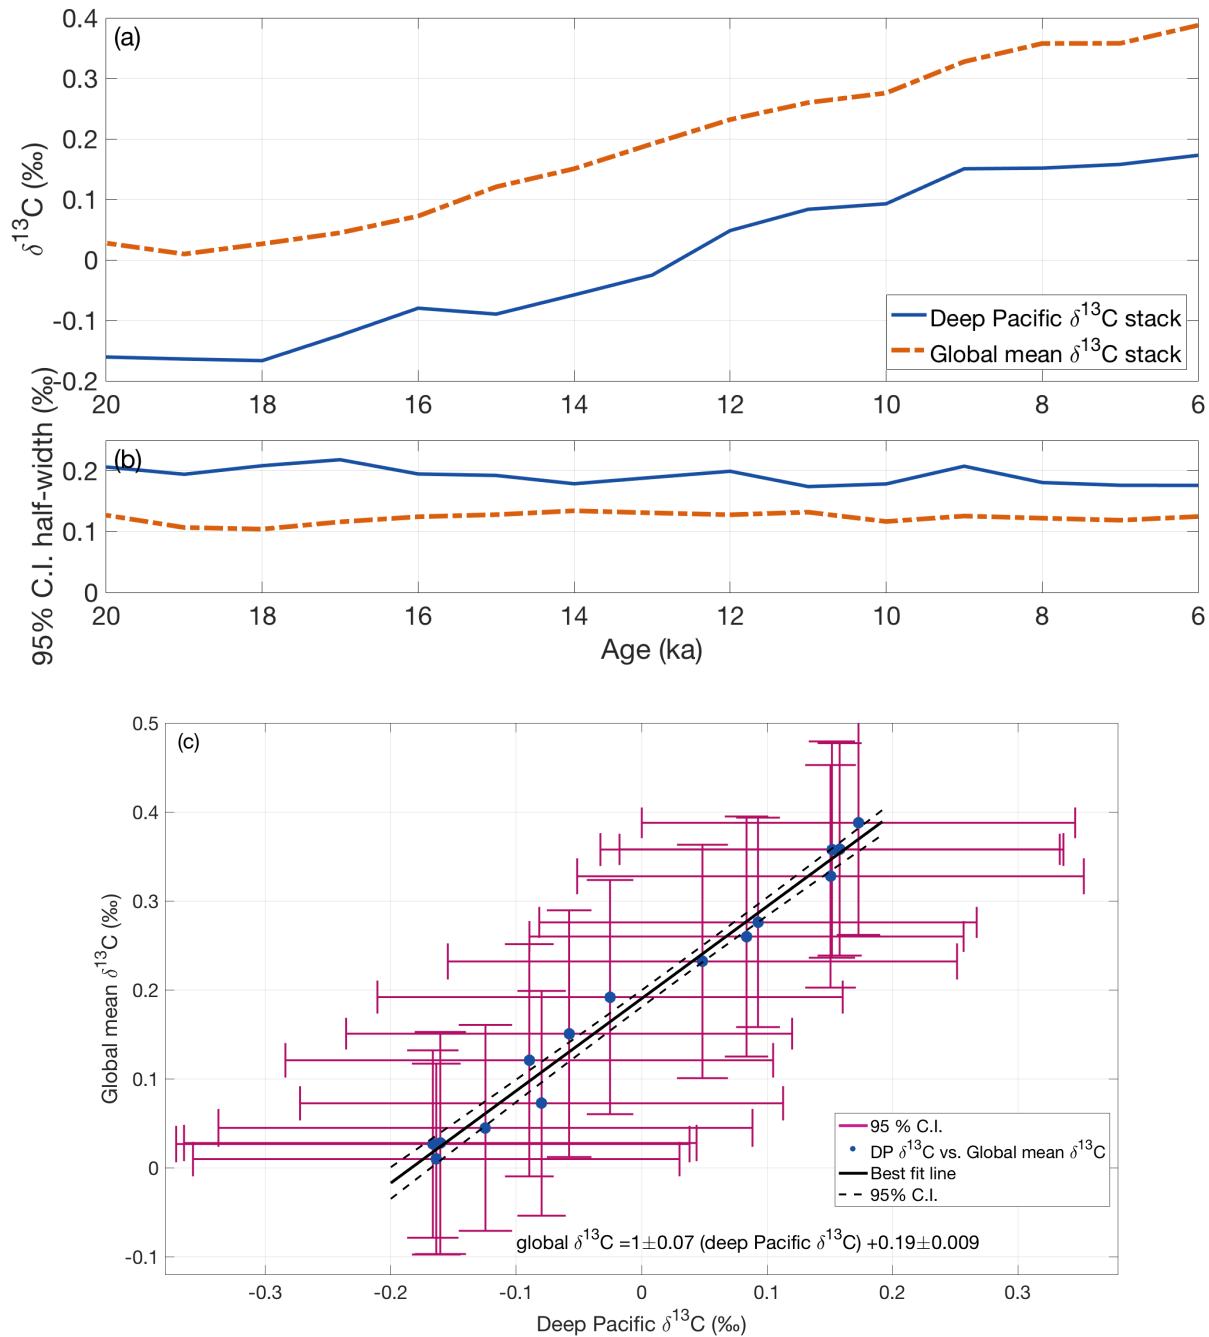 (a)
0.4
0.3
0.2
0.1
0
-0.1
-0.2
δ13C (‰)
Deep Pacific δ13C stack
Global mean δ13C stack
20 18 16 14 12 10 8 6
(b)
0.2
0.1
0
95% C.I. half-width (‰)
20 18 16 14 12 10 8 6
Age (ka)
(c)
0.5
0.4
0.3
0.2
0.1
0
-0.1
Global mean δ13C (‰)
95 % C.I.
DP δ13C vs. Global mean δ13C
Best fit line
95% C.I.
global δ13C =1±0.07 (deep Pacific δ13C) +0.19±0.009
-0.3 -0.2 -0.1 0 0.1 0.2 0.3
Deep Pacific δ13C (‰)